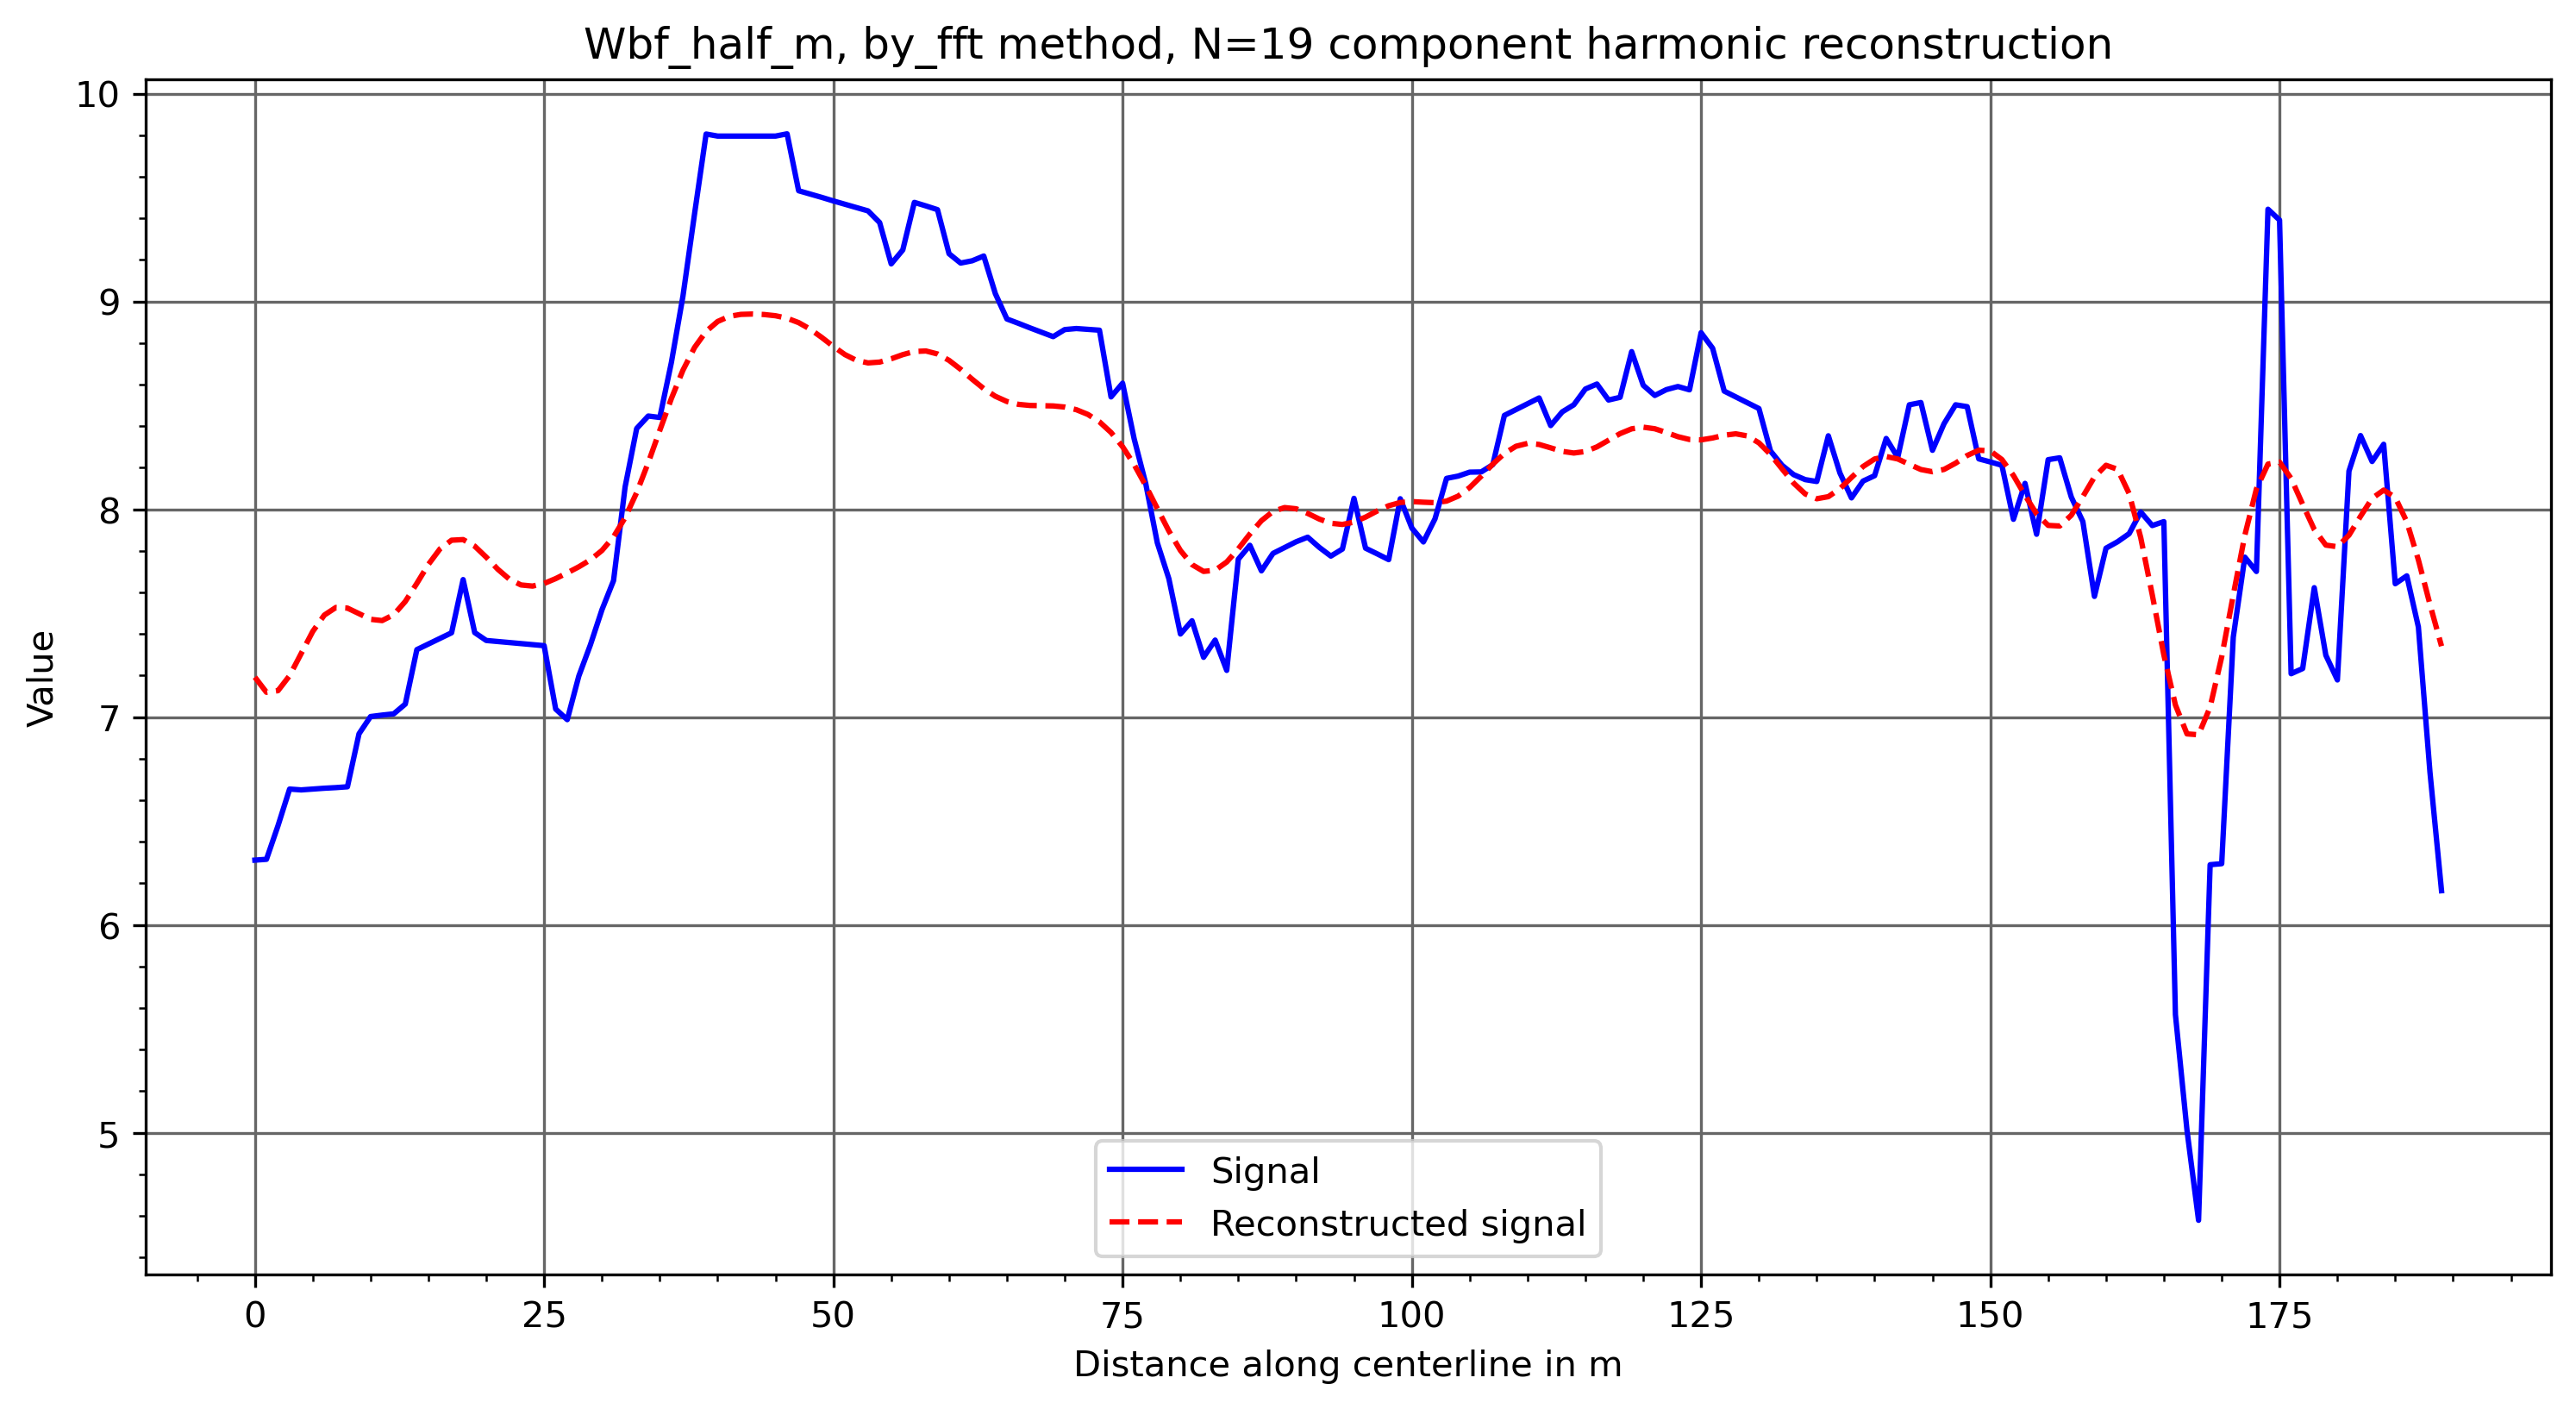 Wbf_half_m, by_fft method, N=19 component harmonic reconstruction
10
9
8
7
6
5
Value
Signal
Reconstructed signal
0 25 50 75 100 125 150 175
Distance along centerline in m